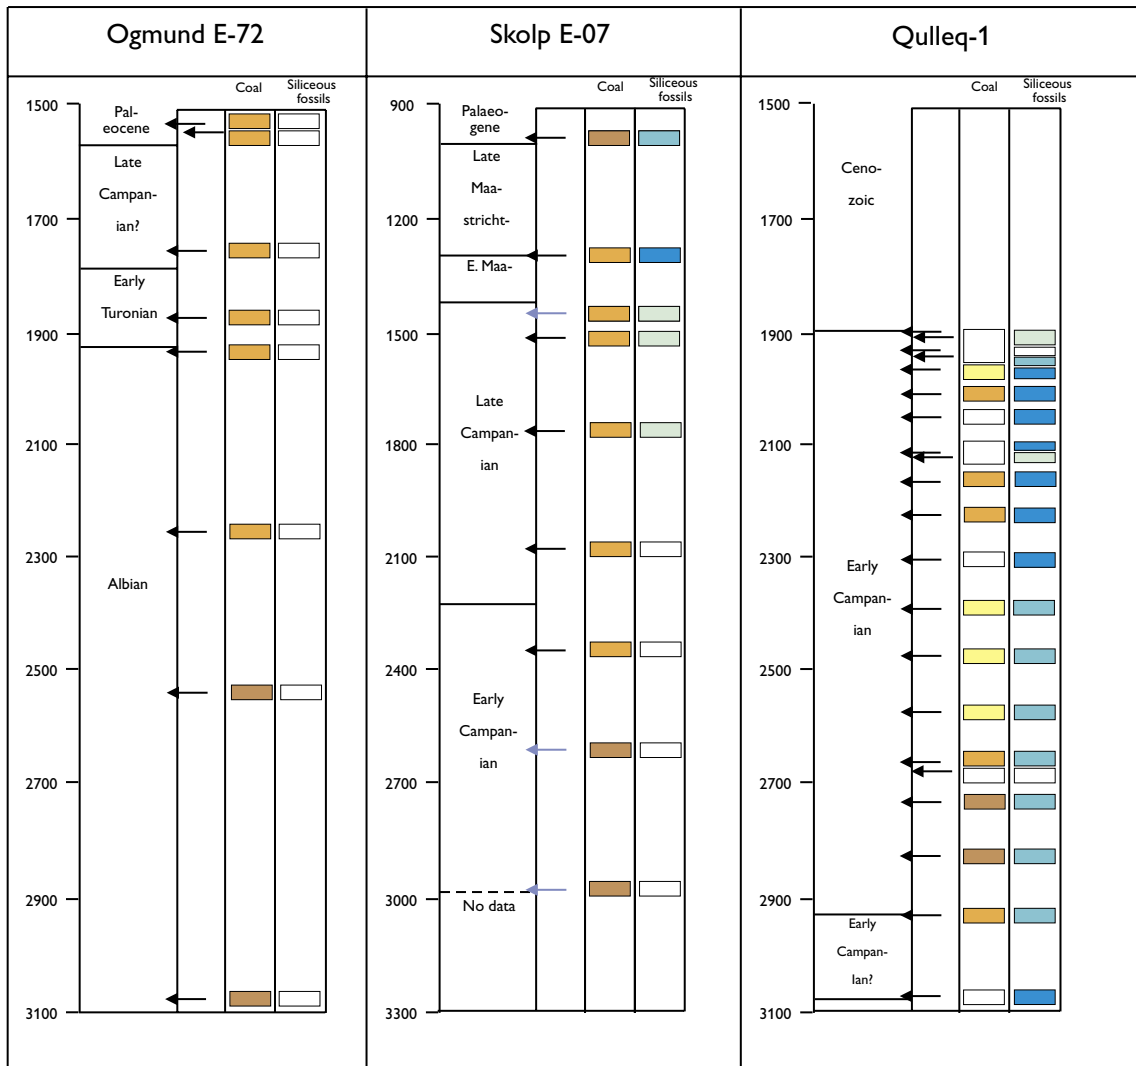 Ogmund E-72
Coal
Siliceous
fossils
1500
1700
1900
2100
2300
2500
2700
2900
3100
Pal-
eocene
Late
Campan-
ian?
Early
Turonian
Albian
Skolp E-07
Coal
Siliceous
fossils
900
1200
1500
1800
2100
2400
2700
3000
3300
Palaeo-
gene
Late
Maa-
stricht-
E. Maa-
Late
Campan-
ian
Early
Campan-
ian
No data
Qulleq-1
Coal
Siliceous
fossils
1500
1700
1900
2100
2300
2500
2700
2900
3100
Ceno-
zoic
Early
Campan-
ian
Early
Campan-
Ian?